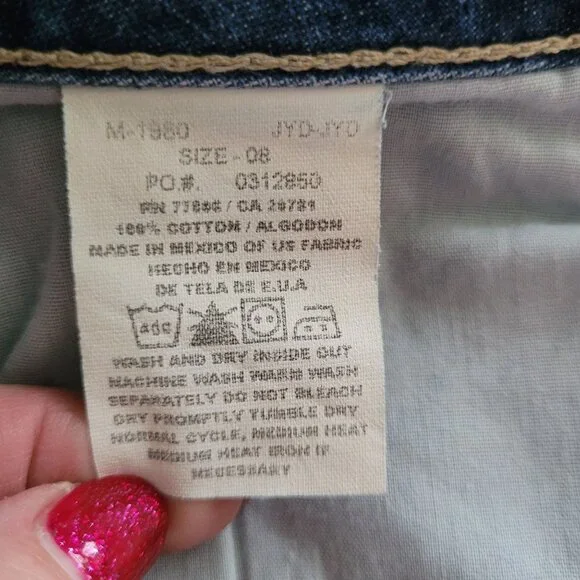 M-1980 JYD-JYD
SIZE - 08
PO.#. 0312850
RN 77866 / CA 29781
100% COTTON / ALGODON
MADE IN MEXICO OF US FABRIC
HECHO EN MEXICO
DE TELA DE E.U.A
WASH AND DRY INSIDE OUT
MACHINE WASH WARM WASH
SEPARATELY DO NOT BLEACH
DRY PROMPTLY TUMBLE DRY
NORMAL CYCLE, MEDIUM HEAT
MEDIUM HEAT IRON IF
NECESSARY